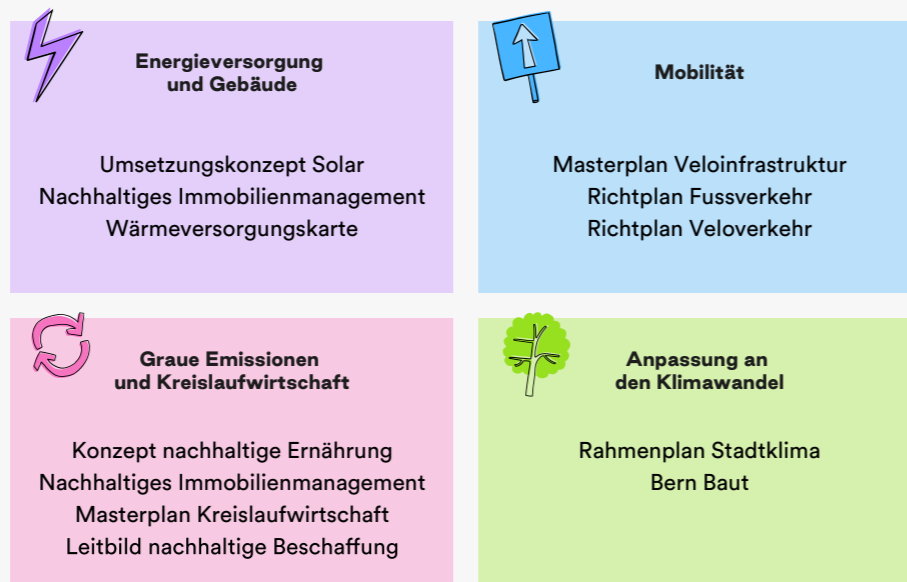 Energieversorgung
und Gebäude
Umsetzungskonzept Solar
Nachhaltiges Immobilienmanagement
Wärmeversorgungskarte
Mobilität
Masterplan Veloinfrastruktur
Richtplan Fussverkehr
Richtplan Veloverkehr
Graue Emissionen
und Kreislaufwirtschaft
Konzept nachhaltige Ernährung
Nachhaltiges Immobilienmanagement
Masterplan Kreislaufwirtschaft
Leitbild nachhaltige Beschaffung
Anpassung an
den Klimawandel
Rahmenplan Stadtklima
Bern Baut